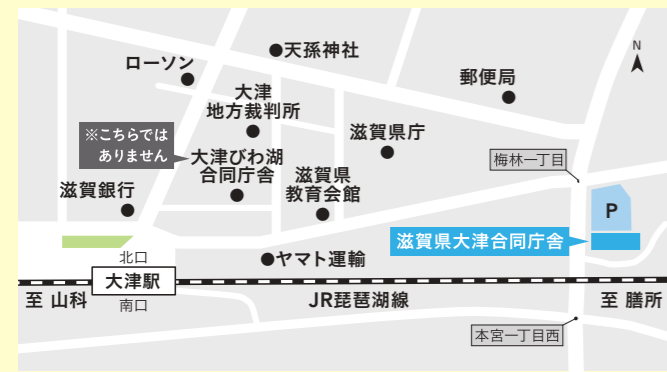 天孫神社
N
ローソン
郵便局
大津
地方裁判所
滋賀県庁
※こちらでは
ありません
大津びわ湖
合同庁舎
梅林一丁目
滋賀県
教育会館
滋賀銀行
P
滋賀県大津合同庁舎
北口
ヤマト運輸
大津駅
至 山科
南口
JR琵琶湖線
至 膳所
本宮一丁目西